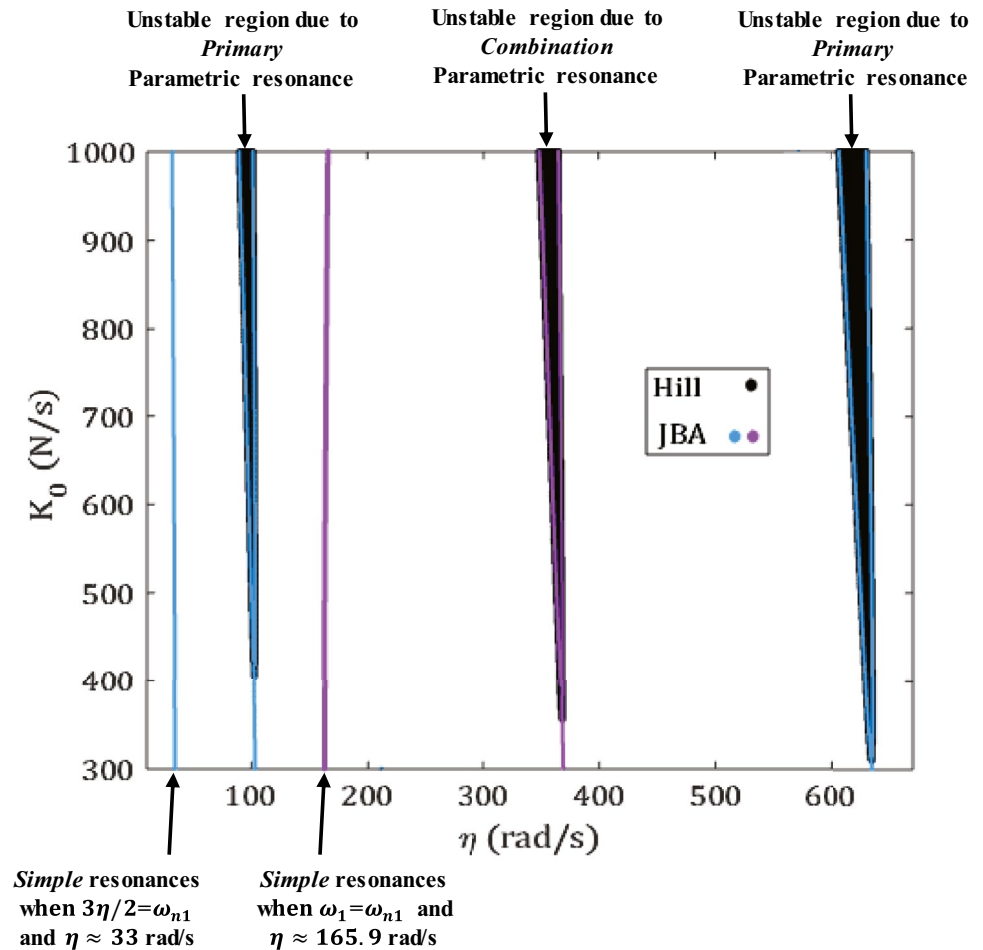 Unstable region due to
Primary
Parametric resonance
Unstable region due to
Combination
Parametric resonance
Unstable region due to
Primary
Parametric resonance
1000
900
800
700
600
500
400
300
K₀ (N/s)
Hill
JBA
100
200
300
400
500
600
η (rad/s)
Simple resonances
when 3η/2=ωₙ₁
and η ≈ 33 rad/s
Simple resonances
when ω₁=ωₙ₁ and
η ≈ 165.9 rad/s